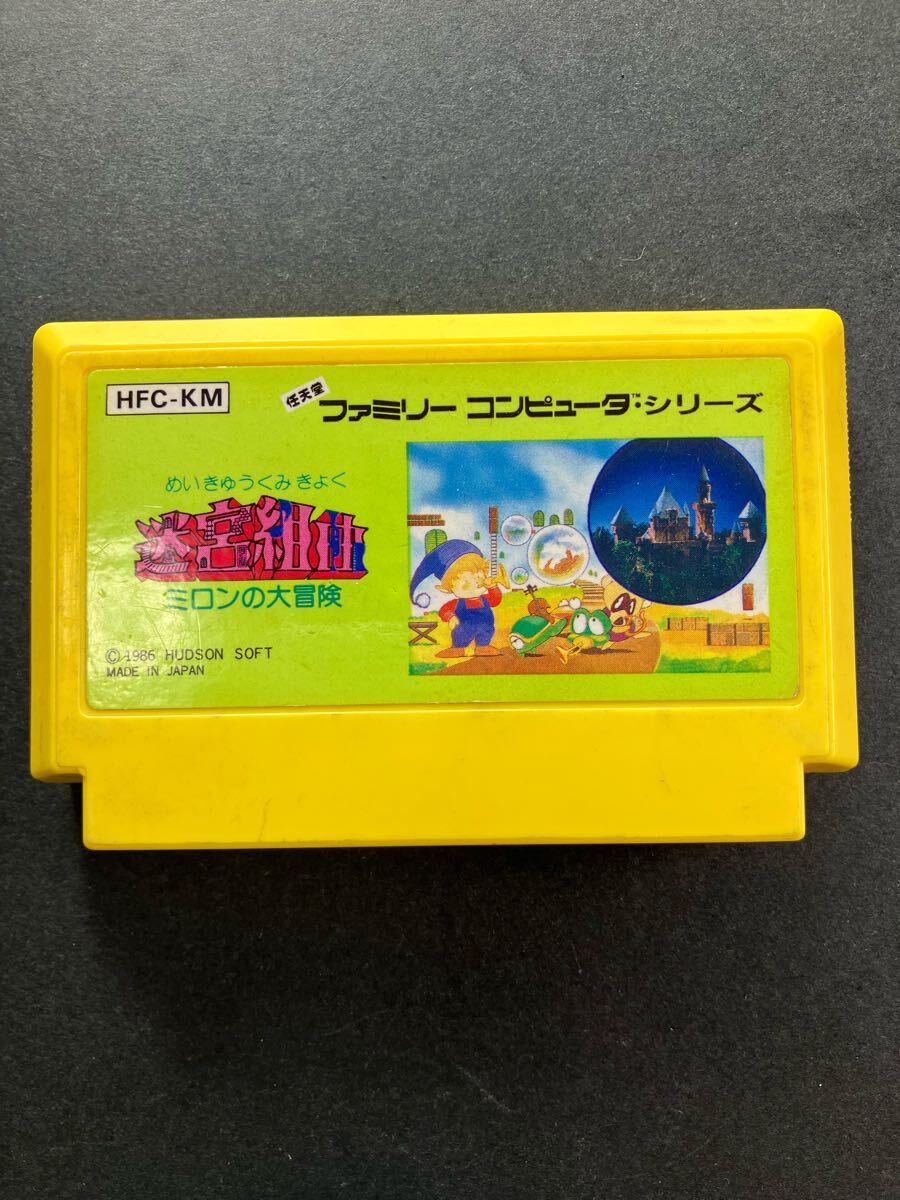 HFC-KM
任天堂
ファミリー コンピュータ™・シリーズ
めいきゅうくみきょく
迷宮組曲
ミロンの大冒険
© 1986 HUDSON SOFT
MADE IN JAPAN